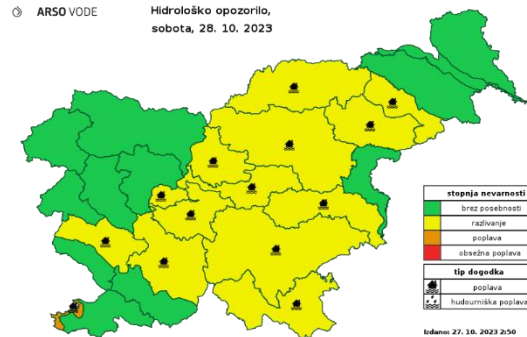 ARSO VODE
Hidrološko opozorilo,
sobota, 28. 10. 2023
stopnja nevarnosti
brez posebnosti
razlivanje
poplava
obsežna poplava
tip dogodka
poplava
hudourniška poplava
Izdano: 27. 10. 2023 2:50